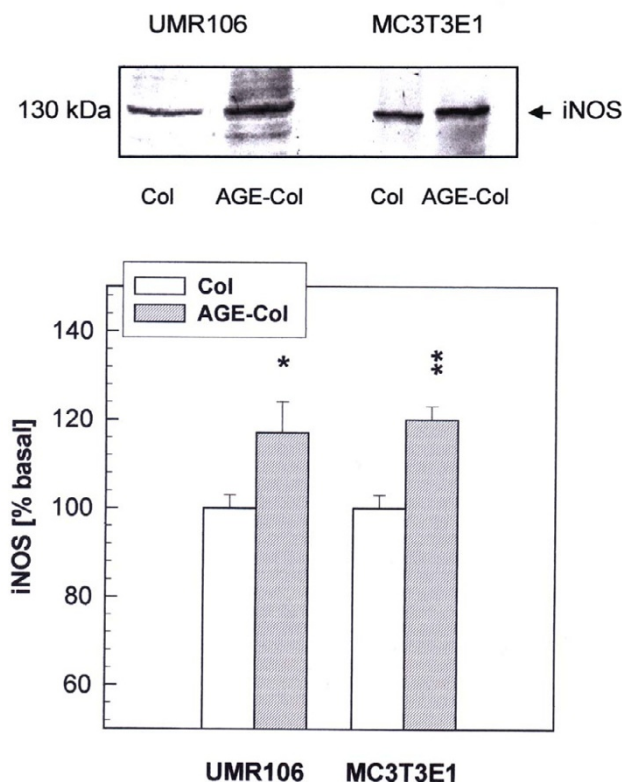 UMR106 MC3T3E1
130 kDa iNOS
Col AGE-Col Col AGE-Col
Col
AGE-Col
140
120
100
80
60
iNOS [% basal]
* **
UMR106 MC3T3E1